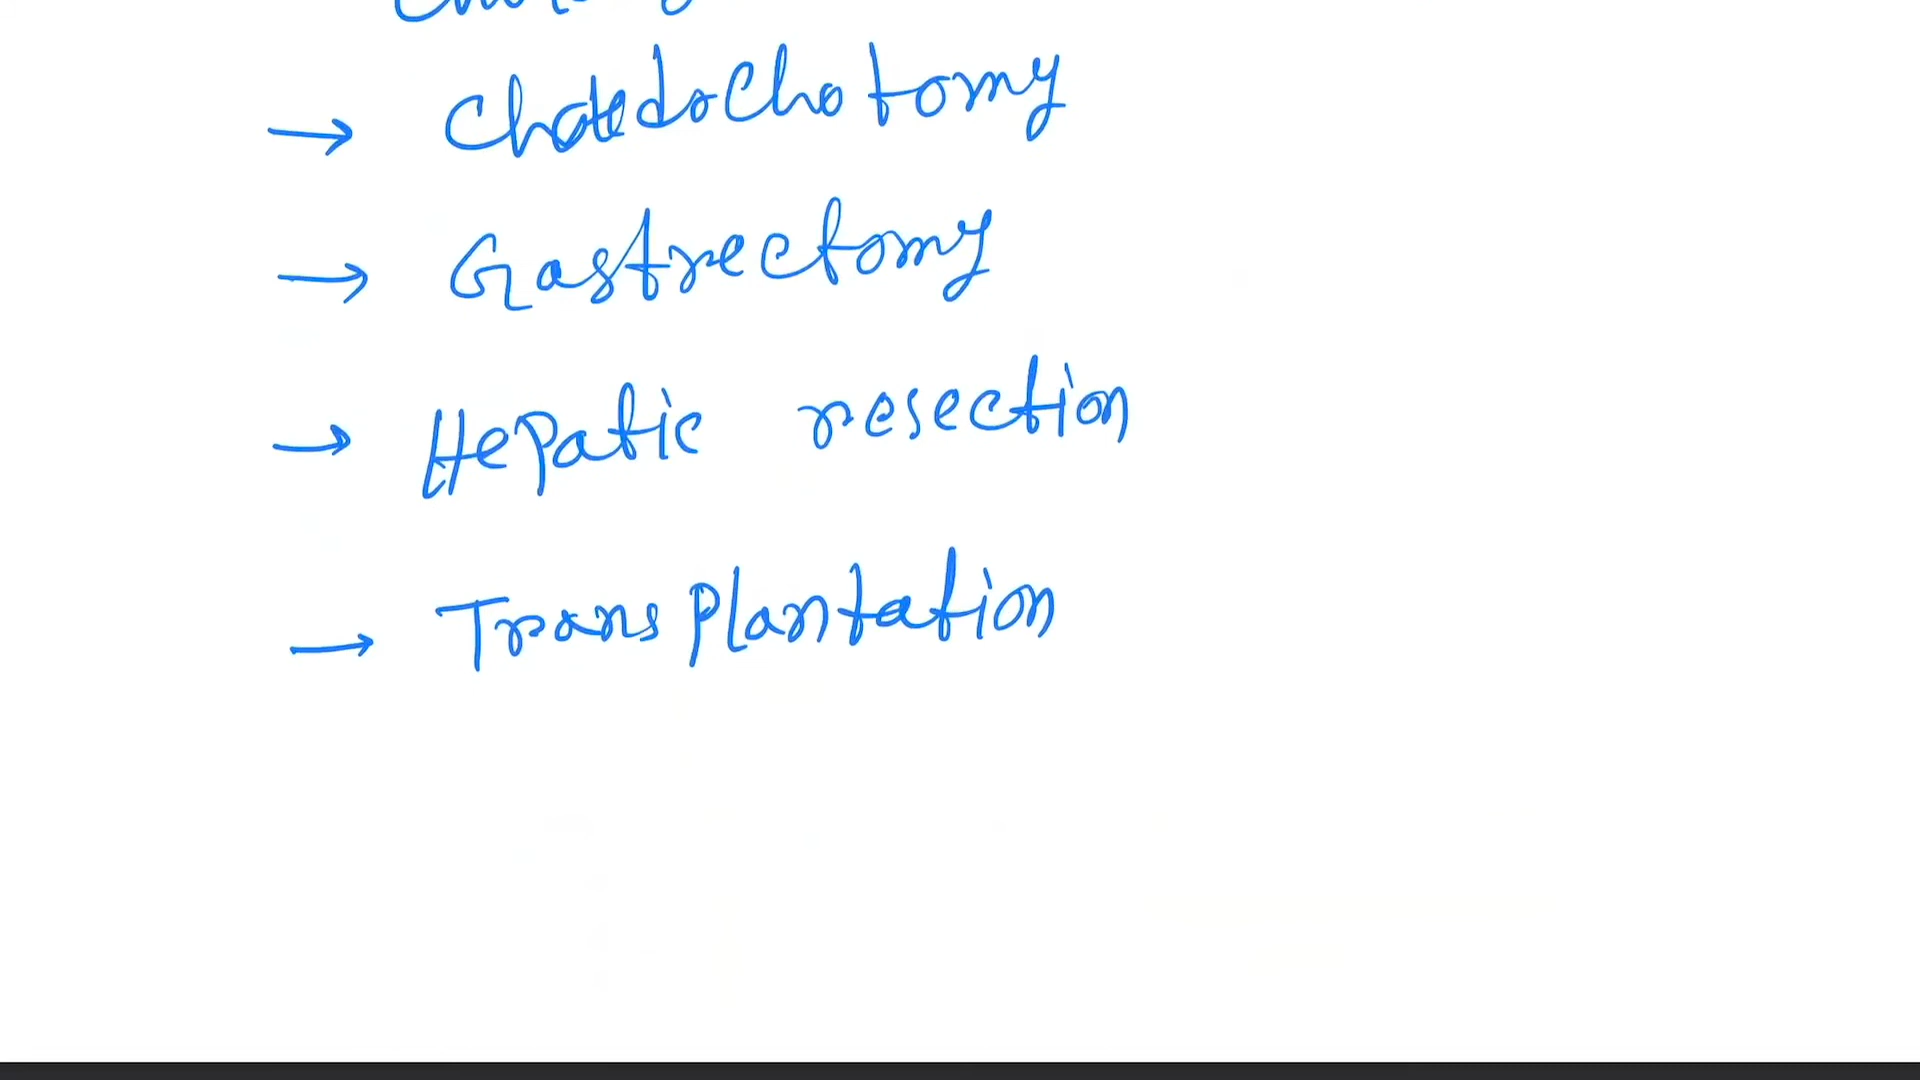 → Choledochotomy
→ Gastrectomy
→ Hepatic resection
→ Transplantation